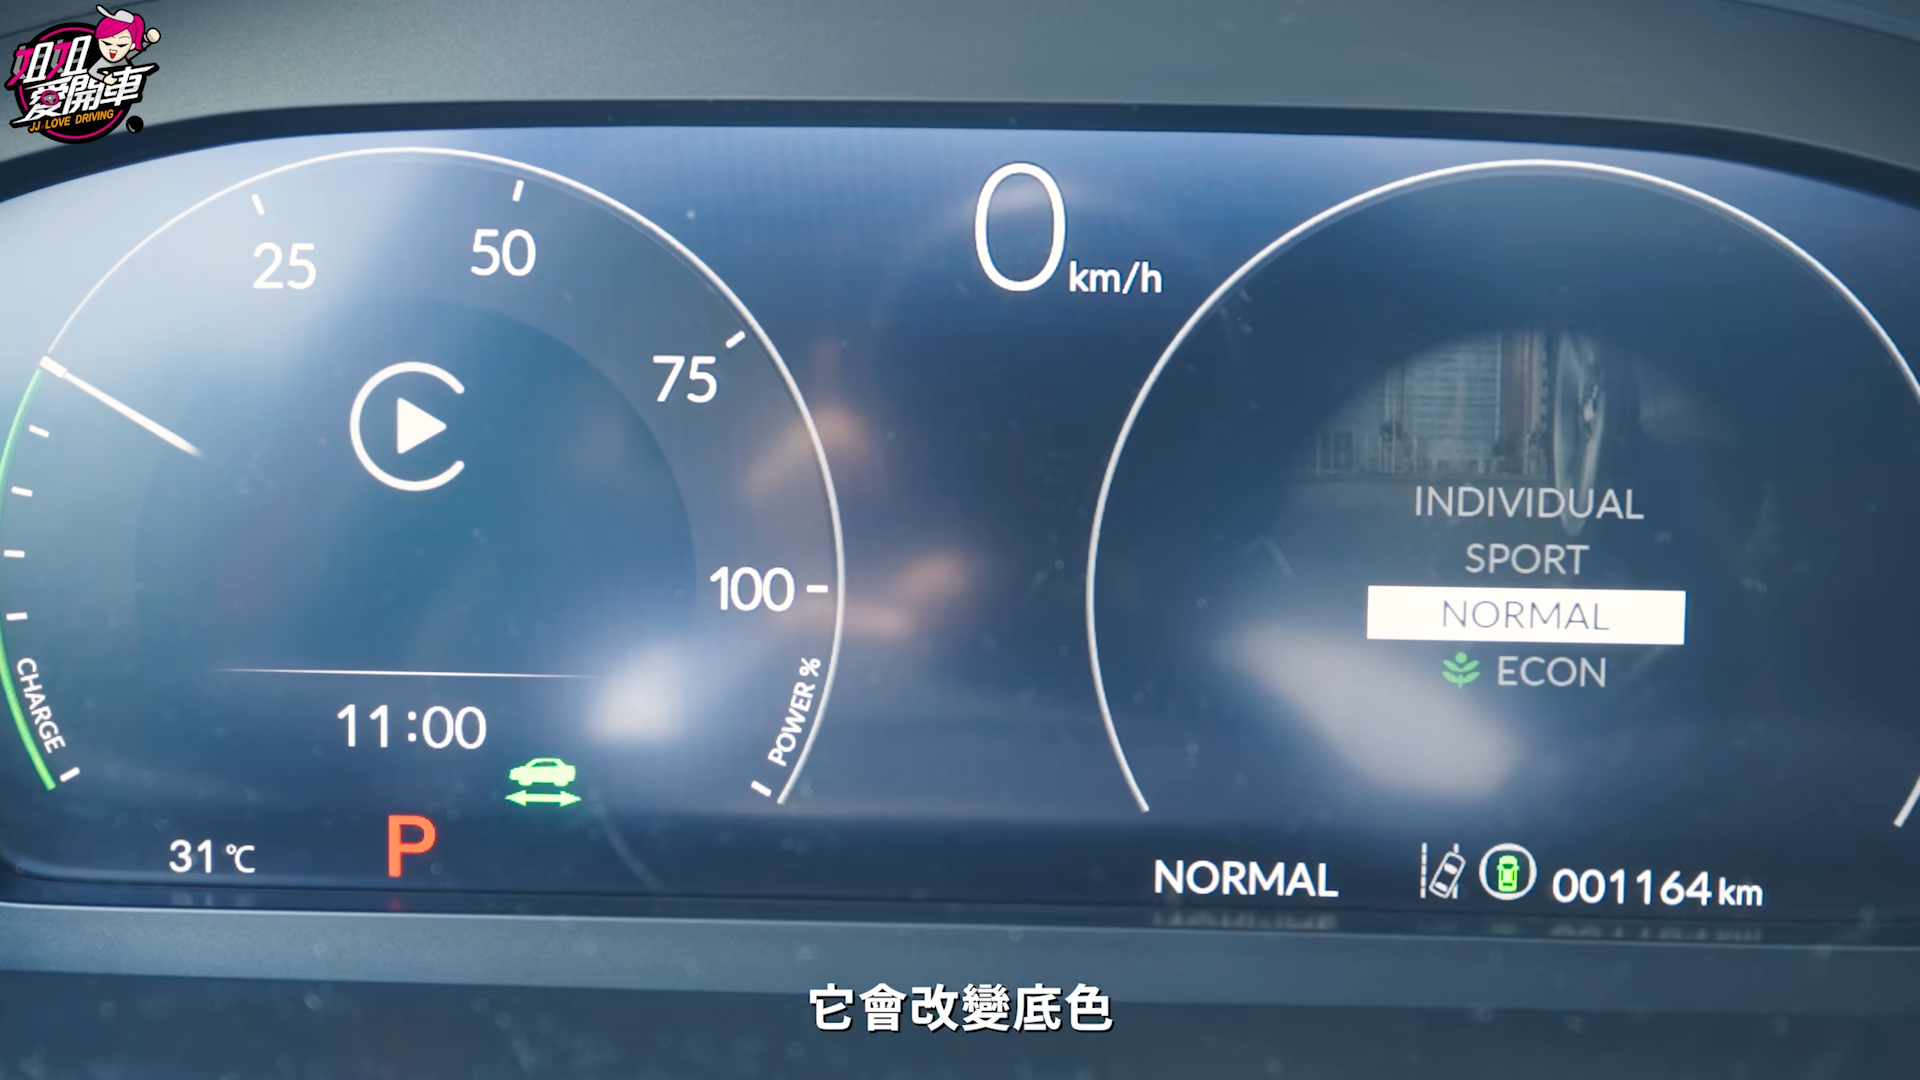 姐姐
愛開車
JJ LOVE DRIVING
0 km/h
25
50
75
100
CHARGE
POWER %
11:00
31 ℃
P
INDIVIDUAL
SPORT
NORMAL
ECON
NORMAL
001164 km
它會改變底色